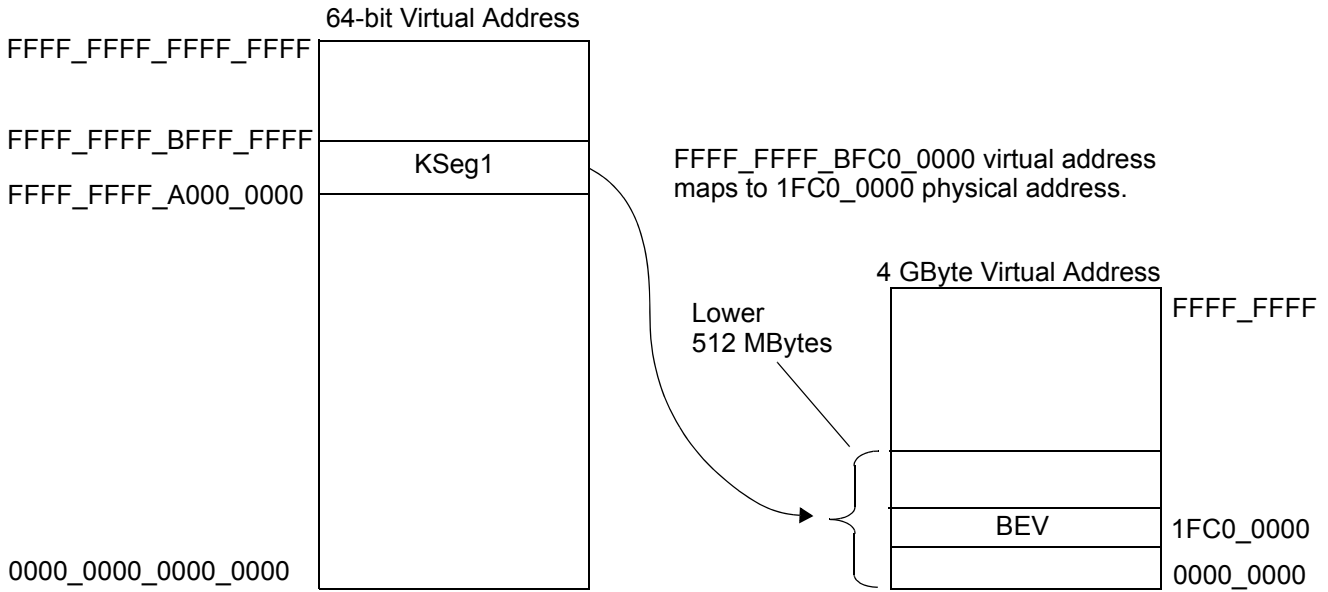 64-bit Virtual Address
FFFF_FFFF_FFFF_FFFF
FFFF_FFFF_BFFF_FFFF
KSeg1
FFFF_FFFF_A000_0000
FFFF_FFFF_BFC0_0000 virtual address
maps to 1FC0_0000 physical address.
4 GByte Virtual Address
FFFF_FFFF
Lower
512 MBytes
BEV
1FC0_0000
0000_0000_0000_0000
0000_0000